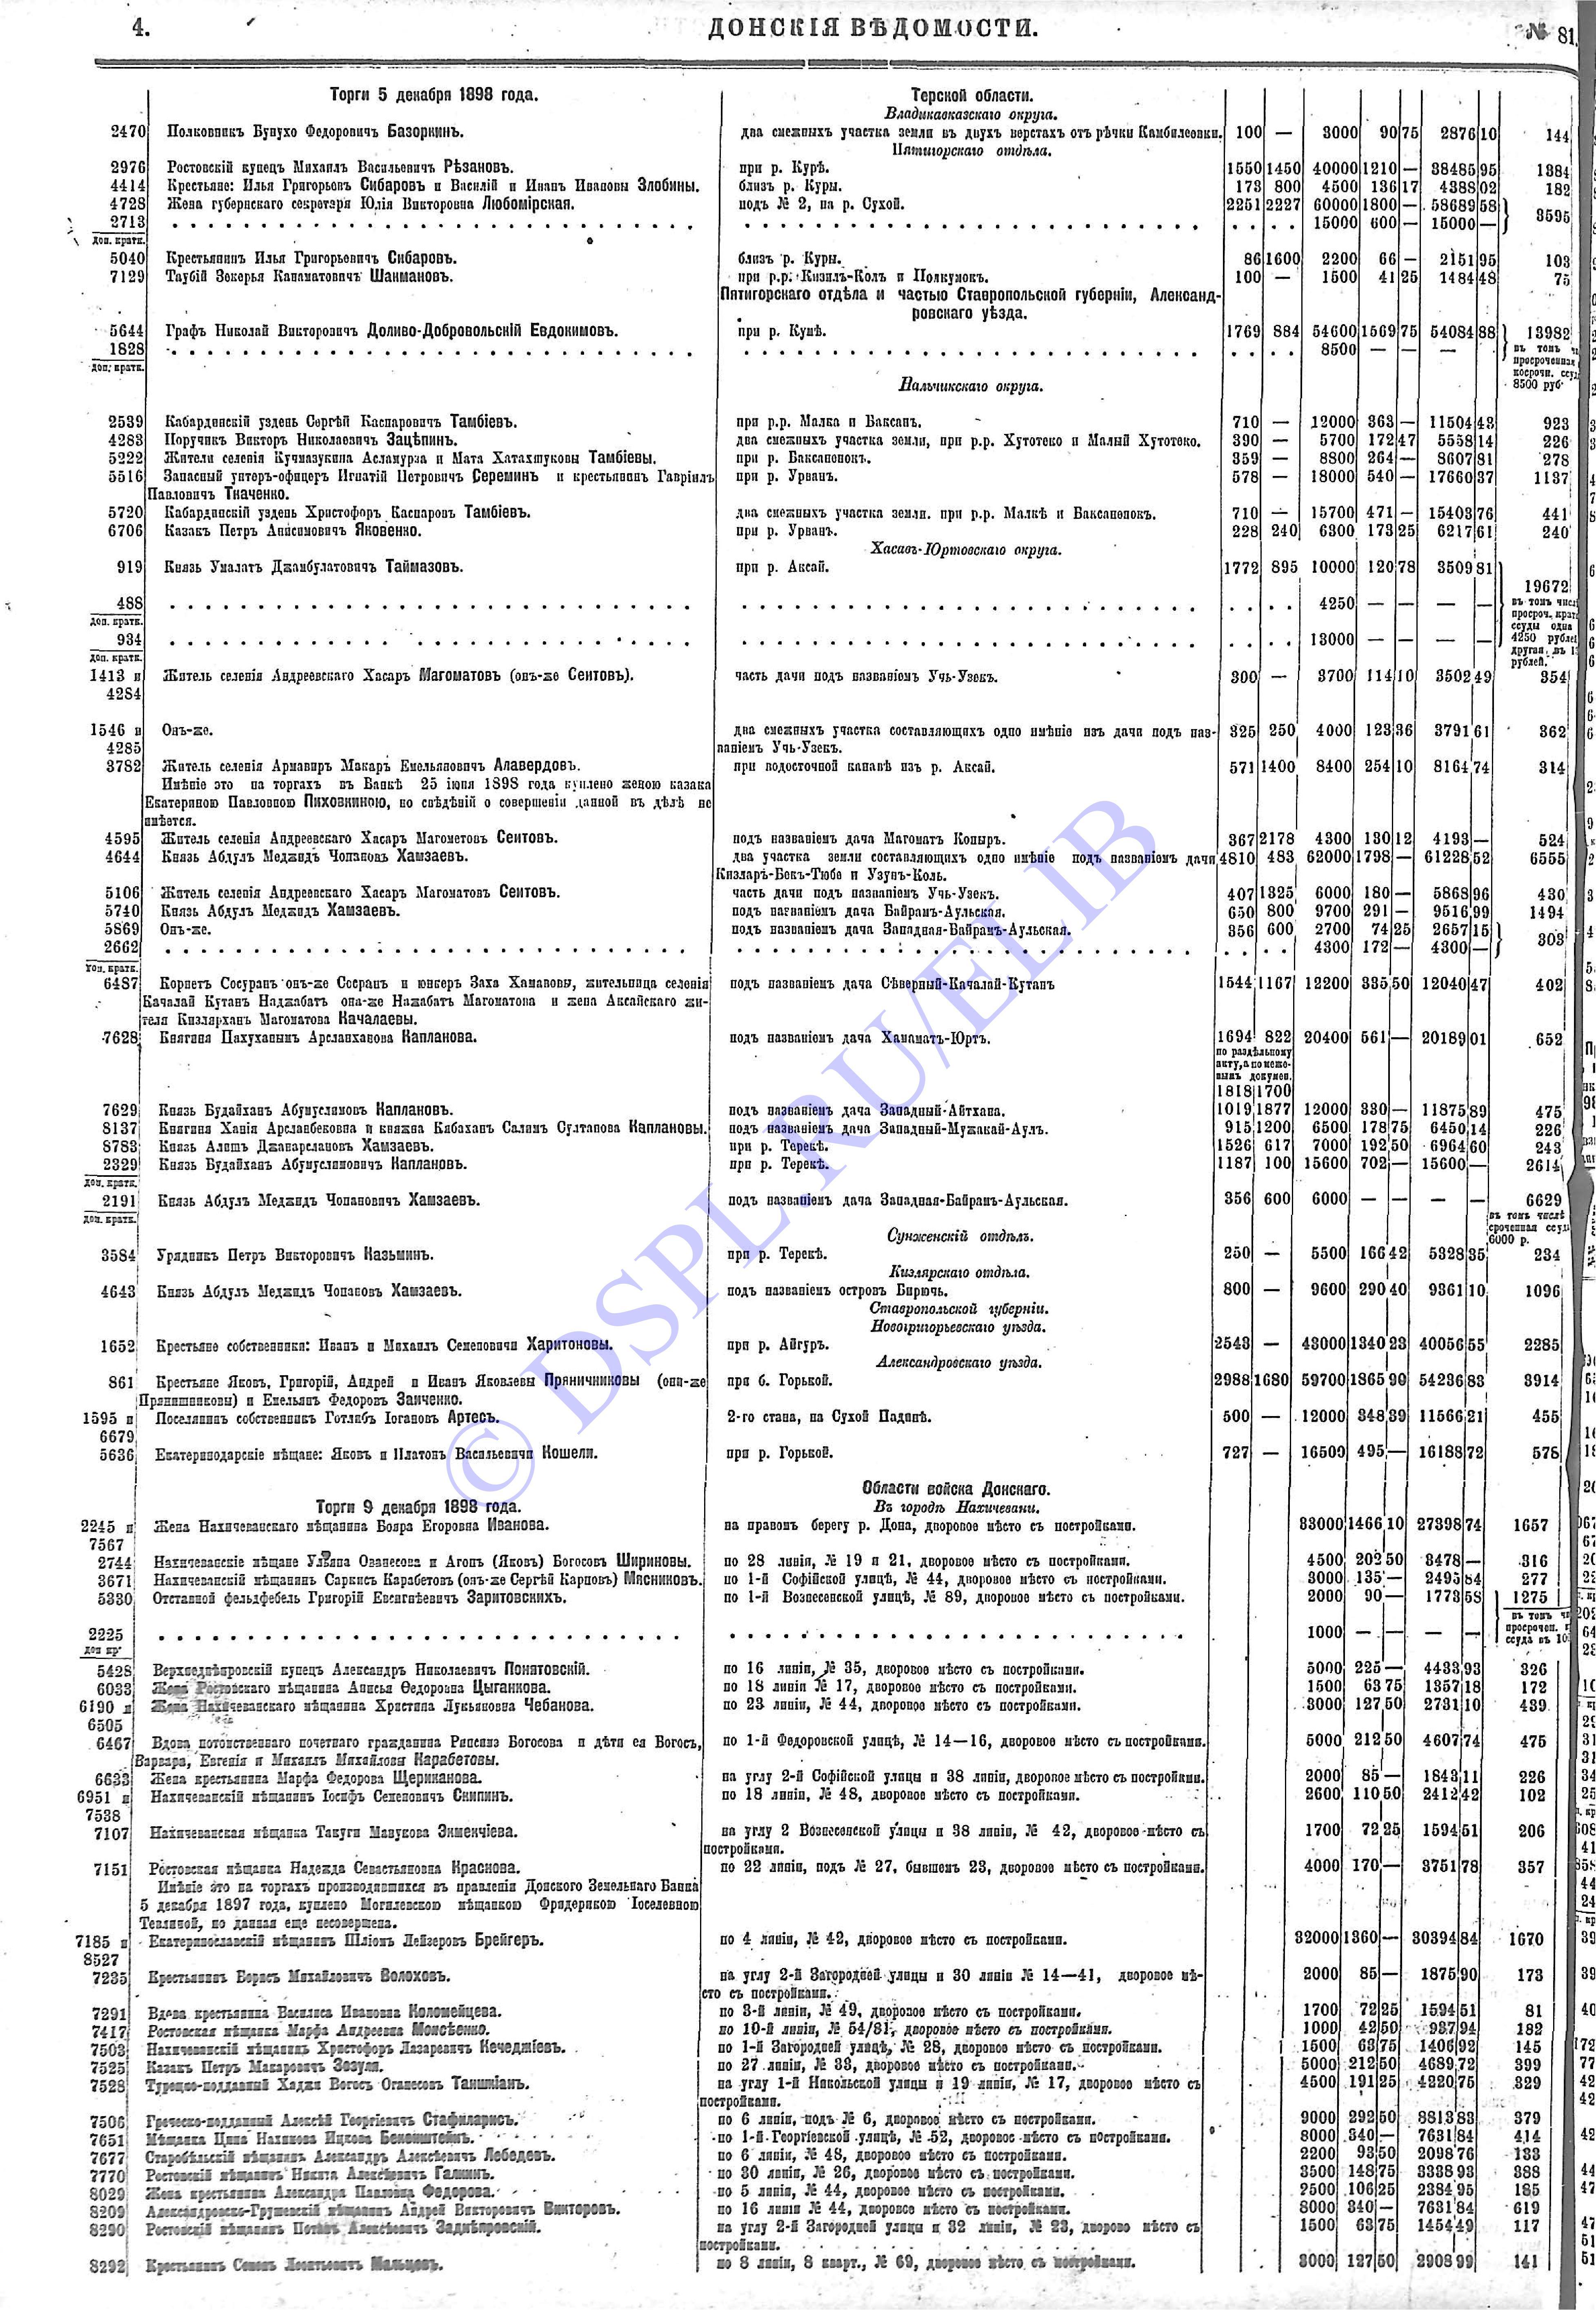 4.
ДОНСКІЯ ВѢДОМОСТИ.
№ 81.
Торги 5 декабря 1898 года.
Терской области.
Владикавказскаго округа.
2470 Полковникъ Бунухо Федоровичъ Базоркинъ. два смежныхъ участка земли въ двухъ верстахъ отъ рѣчки Камбилеевки. 100 — 3000 90 75 2876 10 144
Пятигорскаго отдѣла.
2976 Ростовскій купецъ Михаилъ Васильевичъ Рѣзановъ. при р. Курѣ. 1550 1450 40000 1210 — 38485 95 1384
4414 Крестьяне: Илья Григорьевъ Сибаровъ и Василій и Иванъ Ивановы Злобины. близъ р. Куры. 173 800 4500 136 17 4388 02 182
4728 Жена губернскаго секретаря Юлія Викторовна Любомірская. подъ № 2, на р. Сухой. 2251 2227 60000 1800 — 58689 58
2713 15000 600 — 15000 — 3595
доп. кратк.
5040 Крестьянинъ Илья Григорьевичъ Сибаровъ. близъ р. Куры. 86 1600 2200 66 — 2151 95 103
7129 Таубій Зекерья Канаматовичъ Шанмановъ. при р.р. Кизилъ-Колъ и Полкумокъ. 100 — 1500 41 25 1484 48 75
Пятигорскаго отдѣла и частью Ставропольской губерніи, Александ-
ровскаго уѣзда.
5644 Графъ Николай Викторовичъ Доливо-Добровольскій Евдокимовъ. при р. Кумѣ. 1769 884 54600 1569 75 54084 88 13982
1828 8500 — — — въ томъ
доп. кратк. просроченная
8500 руб.
Нальчикскаго округа.
2539 Кабардинскій уздень Сергѣй Каспаровичъ Тамбіевъ. при р.р. Малка и Баксанъ. 710 — 12000 363 — 11504 43 923
4283 Поручикъ Викторъ Николаевичъ Зацѣпинъ. два смежныхъ участка земли, при р.р. Хутотеко и Малый Хутотеко. 390 — 5700 172 47 5558 14 226
5222 Жители селенія Кучмазукина Асламурза и Мата Хатахшуковы Тамбіевы. при р. Баксаненокъ. 359 — 8800 264 — 8607 81 278
5516 Запасный унтеръ-офицеръ Игнатій Петровичъ Сереминъ и крестьянинъ Гавріилъ при р. Урванъ. 578 — 18000 540 — 17660 37 1137
Павловичъ Ткаченко.
5720 Кабардинскій уздень Христофоръ Каспаровъ Тамбіевъ. два смежныхъ участка земли. при р.р. Малкѣ и Баксаненокъ. 710 — 15700 471 — 15403 76 441
6706 Казакъ Петръ Анисимовичъ Яковенко. при р. Урванъ. 228 240 6300 173 25 6217 61 240
Хасавъ-Юртовскаго округа.
919 Князь Умалатъ Джамбулатовичъ Таймазовъ. при р. Аксай. 1772 895 10000 120 78 3509 81
19672
488 4250 — — — — въ томъ числ
доп. кратк. просроч. крат
ссуды одна
934 13000 — — — — 4250 рубле
доп. кратк. другая въ 1
рублей.
1413 и Житель селенія Андреевскаго Хасаръ Магоматовъ (онъ-же Сеитовъ). часть дачи подъ названіемъ Учь-Узекъ. 300 — 3700 114 10 3502 49 354
4284
1546 и Онъ-же. два смежныхъ участка составляющихъ одно имѣніе изъ дачи подъ наз- 325 250 4000 123 36 3791 61 362
4285 ваніемъ Учь-Узекъ.
3782 Житель селенія Армавиръ Макаръ Емельяновичъ Алавердовъ. при водосточной канавѣ изъ р. Аксай. 571 1400 8400 254 10 8164 74 314
Имѣніе это на торгахъ въ Банкѣ 25 іюня 1898 года куплено женою казака
Екатериною Павловною Пиховкиною, но свѣдѣній о совершеніи данной въ дѣлѣ не
имѣется.
4595 Житель селенія Андреевскаго Хасаръ Магометовъ Сеитовъ. подъ названіемъ дача Магоматъ Копыръ. 367 2178 4300 130 12 4193 — 524
4644 Князь Абдулъ Меджидъ Чопановъ Хамзаевъ. два участка земли составляющихъ одно имѣніе подъ названіемъ дачи 4810 483 62000 1798 — 61228 52 6555
Кизларъ-Бекъ-Тюбе и Узунъ-Коль.
5106 Житель селенія Андреевскаго Хасаръ Магоматовъ Сеитовъ. часть дачи подъ названіемъ Учь-Узекъ. 407 1325 6000 180 — 5868 96 430
5740 Князь Абдулъ Меджидъ Хамзаевъ. подъ названіемъ дача Байрамъ-Аульская. 650 800 9700 291 — 9516 99 1494
5869 Онъ-же. подъ названіемъ дача Западная-Байрамъ-Аульская. 356 600 2700 74 25 2657 15
2662 4300 172 — 4300 — 303
доп. кратк.
6487 Корнетъ Сосуранъ онъ-же Сееранъ и юнкеръ Заха Хамановы, жительница селенія подъ названіемъ дача Сѣверный-Качалай-Кутанъ 1544 1167 12200 335 50 12040 47 402
Качалай Кутанъ Наджабатъ она-же Нажабатъ Магоматова и жена Аксайскаго жи-
теля Кизларханъ Магоматова Качалаевы.
7628 Княгиня Пахуханымъ Арсланханова Капланова. подъ названіемъ дача Хамаматъ-Юртъ. 1694 822 20400 561 — 20189 01 652
по раздѣльному
акту, а по меже-
вымъ докумен.
1818 1700
7629 Князь Будайханъ Абумуслимовъ Каплановъ. подъ названіемъ дача Западный-Айтхана. 1019 1877 12000 330 — 11875 89 475
8137 Княгиня Ханія Арсланбековна и княжна Кябаханъ Салимъ Султанова Каплановы. подъ названіемъ дача Западный-Мужакай-Аулъ. 915 1200 6500 178 75 6450 14 226
8783 Князь Алишъ Джанарслановъ Хамзаевъ. при р. Терекѣ. 1526 617 7000 192 50 6964 60 243
2329 Князь Будайханъ Абумуслимовичъ Каплановъ. при р. Терекѣ. 1187 100 15600 702 — 15600 — 2614
доп. кратк.
2191 Князь Абдулъ Меджидъ Чопановичъ Хамзаевъ. подъ названіемъ дача Западная-Байрамъ-Аульская. 356 600 6000 — — — — 6629
доп. кратк. въ томъ числѣ
сроченная ссуд
Сунженскій отдѣлъ. 6000 р.
3584 Урядникъ Петръ Викторовичъ Казьминъ. при р. Терекѣ. 250 — 5500 166 42 5328 35 234
Кизлярскаго отдѣла.
4643 Князь Абдулъ Меджидъ Чопановъ Хамзаевъ. подъ названіемъ островъ Бирючь. 800 — 9600 290 40 9361 10 1096
Ставропольской губерніи.
Новогригорьевскаго уѣзда.
1652 Крестьяне собственники: Иванъ и Михаилъ Семеновичи Харитоновы. при р. Айгуръ. 2543 — 43000 1340 23 40056 55 2285
Александровскаго уѣзда.
861 Крестьяне Яковъ, Григорій, Андрей и Иванъ Яковлевы Пряничниковы (они-же при б. Горькой. 2988 1680 59700 1865 90 54236 83 3914
Прянишниковы) и Емельянъ Федоровъ Заиченко.
1595 и Поселянинъ собственникъ Готлибъ Іогановъ Артесъ. 2-го стана, на Сухой Падинѣ. 500 — 12000 348 39 11566 21 455
6679
5636 Екатеринодарскіе мѣщане: Яковъ и Платонъ Васильевичи Кошели. при р. Горькой. 727 — 16500 495 — 16188 72 578
Области войска Донскаго.
Торги 9 декабря 1898 года.
Въ городѣ Нахичевани.
2245 и Жена Нахичеванскаго мѣщанина Бояра Егоровна Иванова. на правомъ берегу р. Дона, дворовое мѣсто съ постройками. 33000 1466 10 27398 74 1657
7567
2744 Нахичеванскіе мѣщане Ульяна Ованесова и Агопъ (Яковъ) Богосовъ Шириновы. по 28 линіи, № 19 и 21, дворовое мѣсто съ постройками. 4500 202 50 3478 — 316
3671 Нахичеванскій мѣщанинъ Саркисъ Карабетовъ (онъ-же Сергѣй Карповъ) Мясниковъ. по 1-й Софійской улицѣ, № 44, дворовое мѣсто съ постройками. 3000 135 — 2495 84 277
5330 Отставной фельдфебель Григорій Евсигнѣевичъ Заритовскихъ. по 1-й Вознесенской улицѣ, № 89, дворовое мѣсто съ постройками. 2000 90 — 1773 58 1275
въ томъ чи
2225 1000 — — — — просрочен.
доп кр. ссуда въ 10
5428 Верхнеднѣпровскій купецъ Александръ Николаевичъ Понятовскій. по 16 линіи, № 35, дворовое мѣсто съ постройками. 5000 225 — 4433 93 326
6033 Жена Ростовскаго мѣщанина Анисья Ѳедоровна Цыганкова. по 18 линіи № 17, дворовое мѣсто съ постройками. 1500 63 75 1357 18 172
6190 и Жена Нахичеванскаго мѣщанина Христина Лукьяновна Чебанова. по 23 линіи, № 44, дворовое мѣсто съ постройками. 3000 127 50 2731 10 439
6505
6467 Вдова потомственнаго почетнаго гражданина Рипсиме Богосова и дѣти ея Богосъ, по 1-й Федоровской улицѣ, № 14—16, дворовое мѣсто съ постройками. 5000 212 50 4607 74 475
Варвара, Евгенія и Михаилъ Михайловы Карабетовы.
6633 Жена крестьянина Марфа Федорова Щериканова. на углу 2-й Софійской улицы и 38 линіи, дворовое мѣсто съ постройками. 2000 85 — 1843 11 226
6951 и Нахичеванскій мѣщанинъ Іосифъ Семеновичъ Скипинъ. по 18 линіи, № 48, дворовое мѣсто съ постройками. 2600 110 50 2412 42 102
7538
7107 Нахичеванская мѣщанка Такуги Манукова Экмекчіева. на углу 2 Вознесенской улицы и 38 линіи, № 42, дворовое мѣсто съ 1700 72 25 1594 51 206
постройками.
7151 Ростовская мѣщанка Надежда Севастьяновна Краснова. по 22 линіи, подъ № 27, бывшемъ 23, дворовое мѣсто съ постройками. 4000 170 — 3751 78 357
Имѣніе это на торгахъ производившихся въ правленіи Донского Земельнаго Банка
5 декабря 1897 года, куплено Могилевскою мѣщанкою Фридерикою Іоселевною
Тевлиной, но данная еще несовершена.
7185 и Екатеринославскій мѣщанинъ Шліомъ Лейзеровъ Брейгеръ. по 4 линіи, № 42, дворовое мѣсто съ постройками. 32000 1360 — 30394 84 1670
8527
7235 Крестьянинъ Борисъ Михайловичъ Волоховъ. на углу 2-й Загородней улицы и 30 линіи № 14—41, дворовое мѣ- 2000 85 — 1875 90 173
сто съ постройками.
7291 Вдова крестьянина Василиса Ивановна Коломейцева. по 3-й линіи, № 49, дворовое мѣсто съ постройками. 1700 72 25 1594 51 81
7417 Ростовская мѣщанка Марфа Андреевна Моисѣенко. по 10-й линіи, № 54/81, дворовое мѣсто съ постройками. 1000 42 50 937 94 182
7503 Нахичеванскій мѣщанинъ Христофоръ Лазаревичъ Кечеджіевъ. по 1-й Загородней улицѣ, № 28, дворовое мѣсто съ постройками. 1500 63 75 1406 92 145
7525 Казакъ Петръ Макаровичъ Зозуля. по 27 линіи, № 33, дворовое мѣсто съ постройками. 5000 212 50 4689 72 399
7528 Турецко-подданный Хаджи Богосъ Оганесовъ Ташміанъ. на углу 1-й Никольской улицы и 19 линіи, № 17, дворовое мѣсто съ 4500 191 25 4220 75 329
постройками.
7506 Греческо-подданный Алексѣй Георгіевичъ Стафиларисъ. по 6 линіи, подъ № 6, дворовое мѣсто съ постройками. 9000 292 50 8813 83 379
7651 Мѣщанка Ципа Нахимова Ицкова по 1-й Георгіевской улицѣ, № 52, дворовое мѣсто съ постройками. 8000 340 — 7631 84 414
7677 Старобѣльскій мѣщанинъ Александръ Алексѣевичъ Лебедевъ. по 6 линіи, № 48, дворовое мѣсто съ постройками. 2200 93 50 2098 76 133
7770 Ростовскій мѣщанинъ Никита Алексѣевичъ Галкинъ. по 30 линіи, № 26, дворовое мѣсто съ постройками. 3500 148 75 3338 93 388
8029 Жена крестьянина Александра Павловна Федорова. по 5 линіи, № 44, дворовое мѣсто съ постройками. 2500 106 25 2384 95 185
8209 Александровско-Грушевскій мѣщанинъ Андрей Викторовичъ Викторовъ. по 16 линіи № 44, дворовое мѣсто съ постройками. 8000 340 — 7631 84 619
8290 Ростовскій мѣщанинъ Потапъ Алексѣевичъ Заднѣпровскій. на углу 2-й Загородней улицы и 32 линіи, № 23, дворово мѣсто съ 1500 63 75 1454 49 117
постройками.
8292 Крестьянинъ Семенъ Леонтьевичъ Мальцевъ. по 8 линіи, 8 кварт., № 69, дворовое мѣсто съ постройками. 3000 127 50 2908 99 141
© DSPL.RU/ELIB